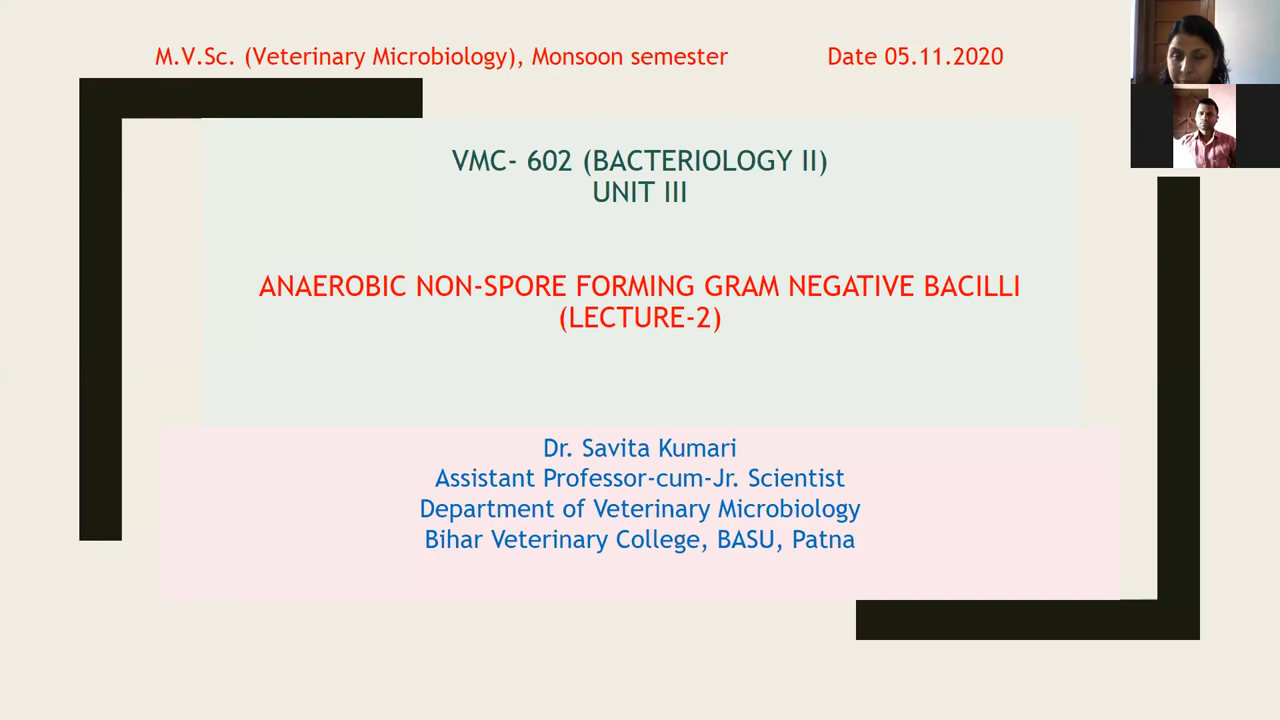 M.V.Sc. (Veterinary Microbiology), Monsoon semester Date 05.11.2020
VMC- 602 (BACTERIOLOGY II)
UNIT III
ANAEROBIC NON-SPORE FORMING GRAM NEGATIVE BACILLI
(LECTURE-2)
Dr. Savita Kumari
Assistant Professor-cum-Jr. Scientist
Department of Veterinary Microbiology
Bihar Veterinary College, BASU, Patna